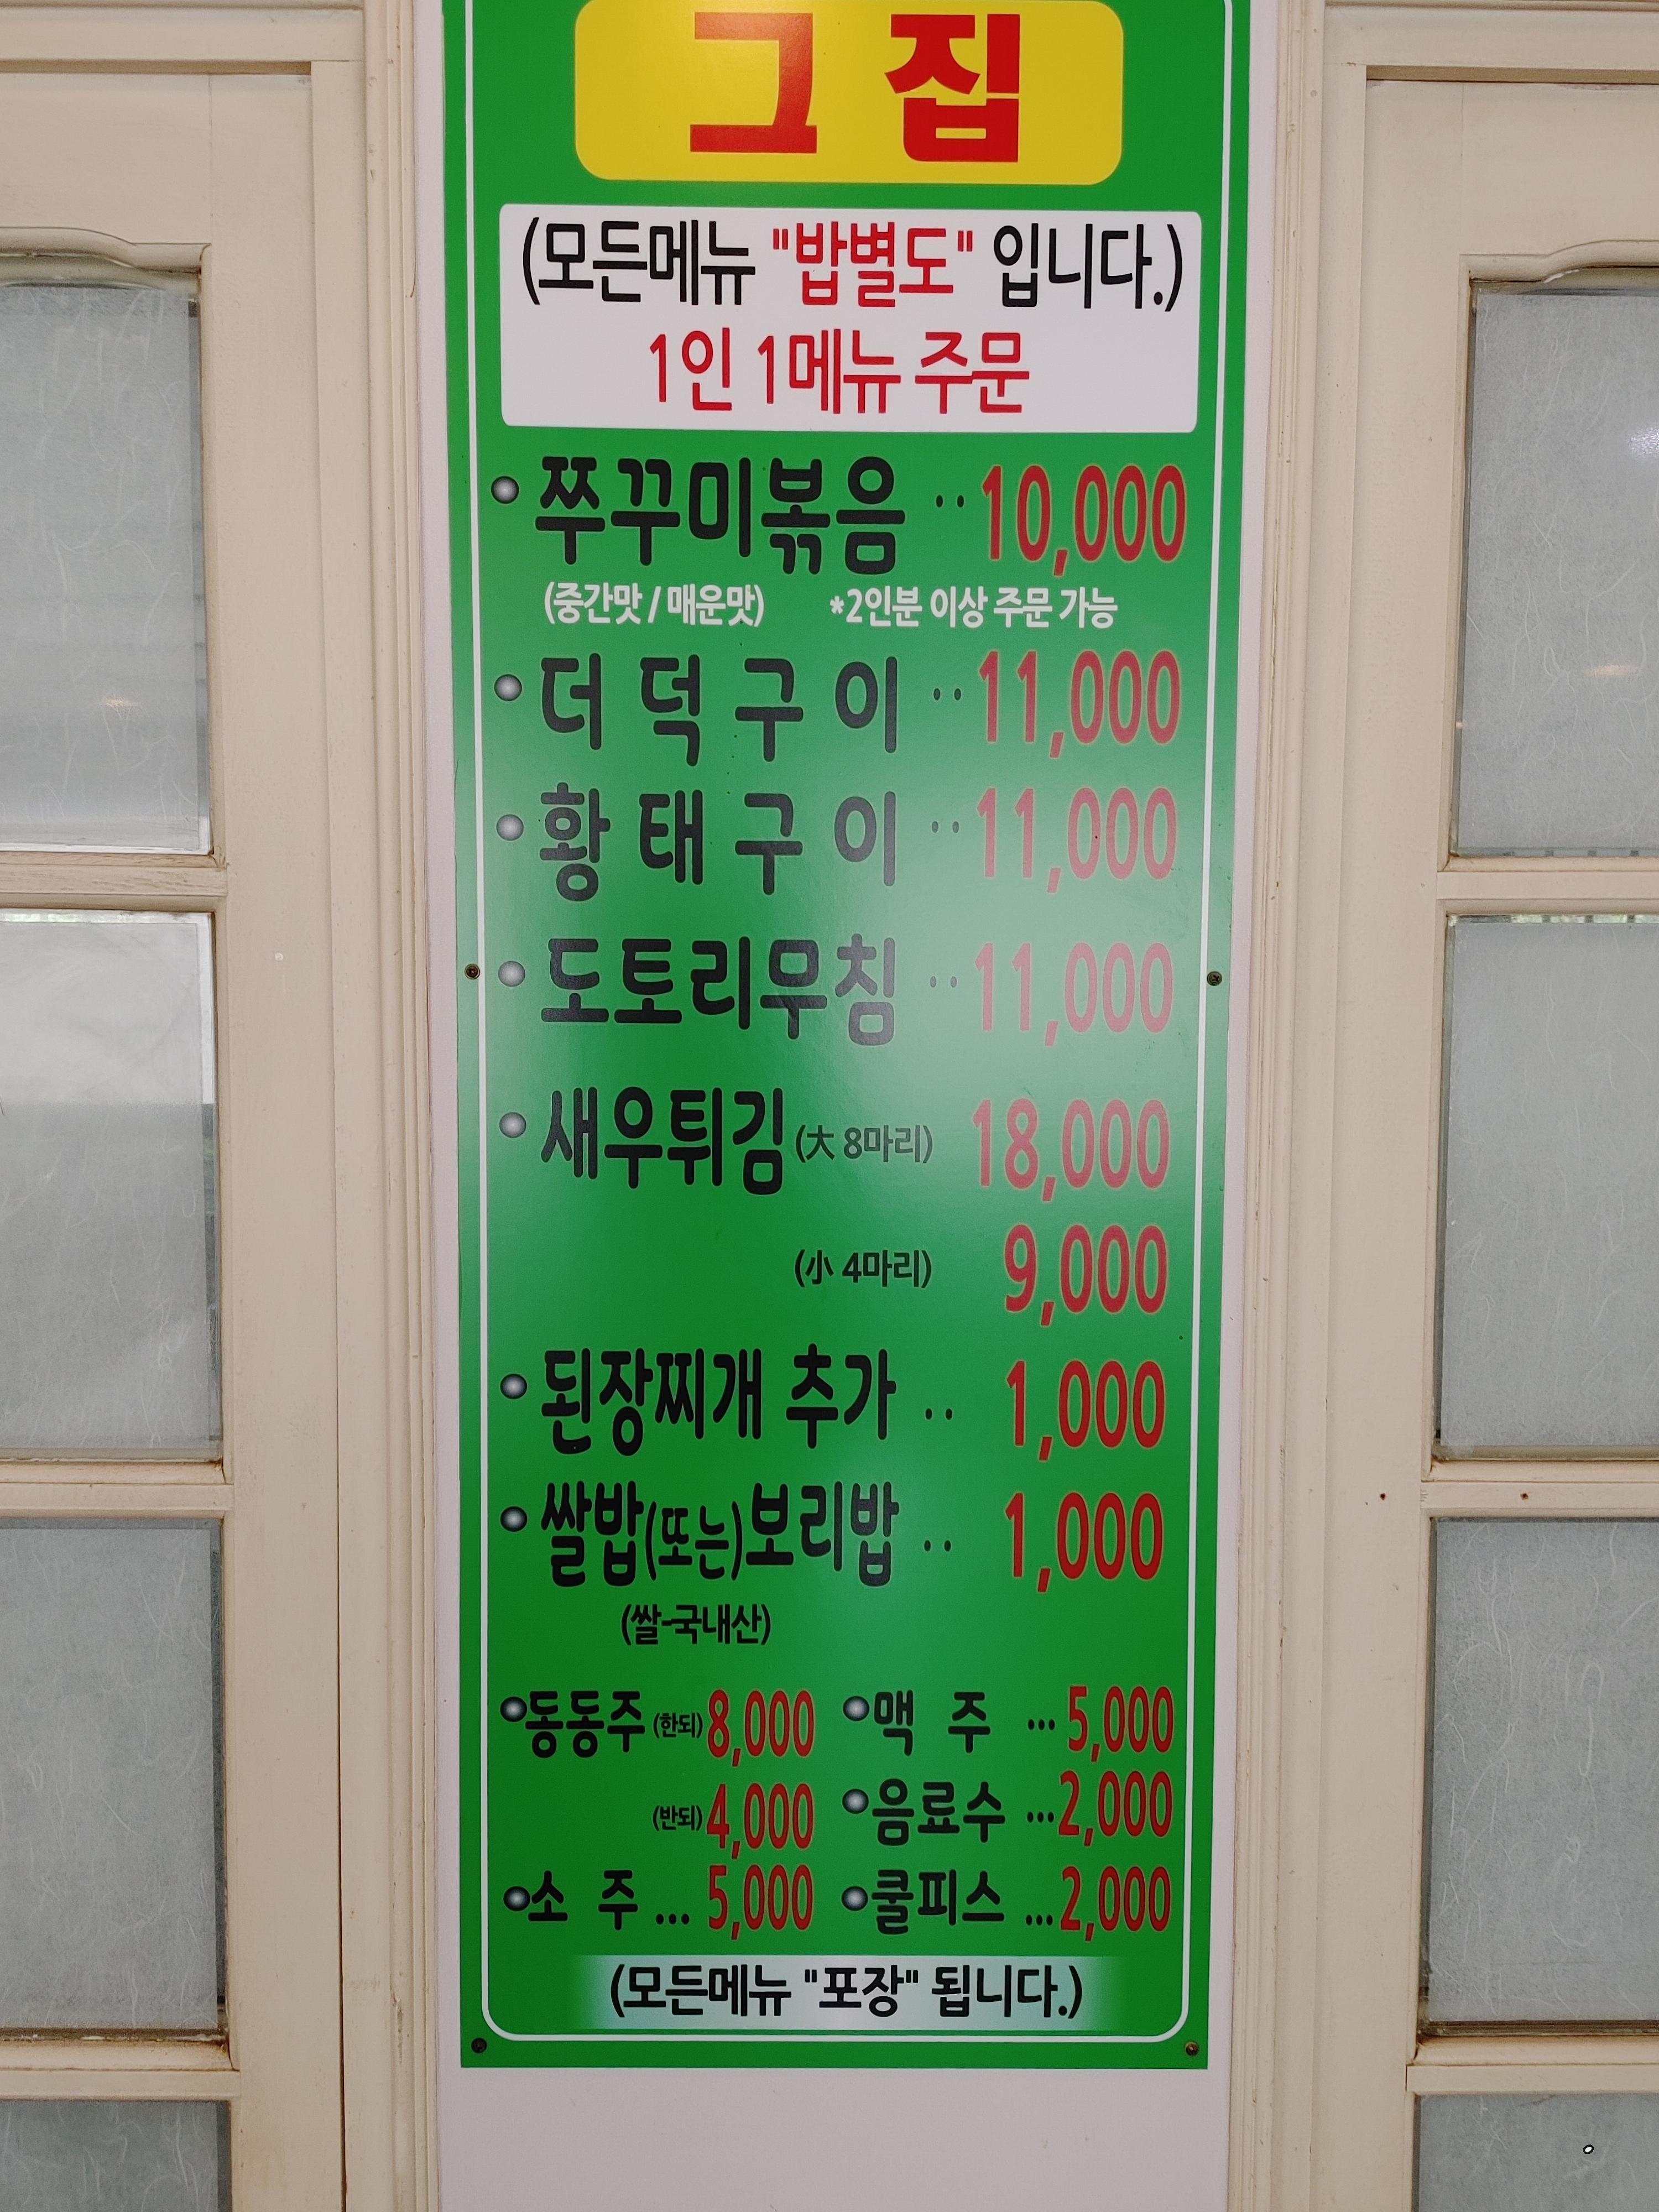 그 집
(모든메뉴 "밥별도" 입니다.)
1인 1메뉴 주문
쭈꾸미볶음 ·· 10,000
(중간맛 / 매운맛) *2인분 이상 주문 가능
더 덕 구 이 ·· 11,000
황 태 구 이 ·· 11,000
도토리무침 ·· 11,000
새우튀김 (大 8마리) 18,000
(小 4마리) 9,000
된장찌개 추가 ·· 1,000
쌀밥(또는)보리밥 ·· 1,000
(쌀-국내산)
동동주 (한되) 8,000
(반되) 4,000
소 주 ... 5,000
맥 주 ... 5,000
음료수 ... 2,000
쿨피스 ... 2,000
(모든메뉴 "포장" 됩니다.)